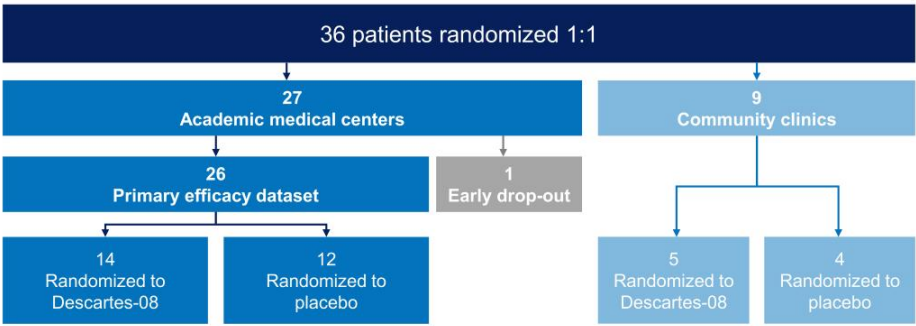 36 patients randomized 1:1
27
Academic medical centers
9
Community clinics
26
Primary efficacy dataset
1
Early drop-out
14
Randomized to
Descartes-08
12
Randomized to
placebo
5
Randomized to
Descartes-08
4
Randomized to
placebo